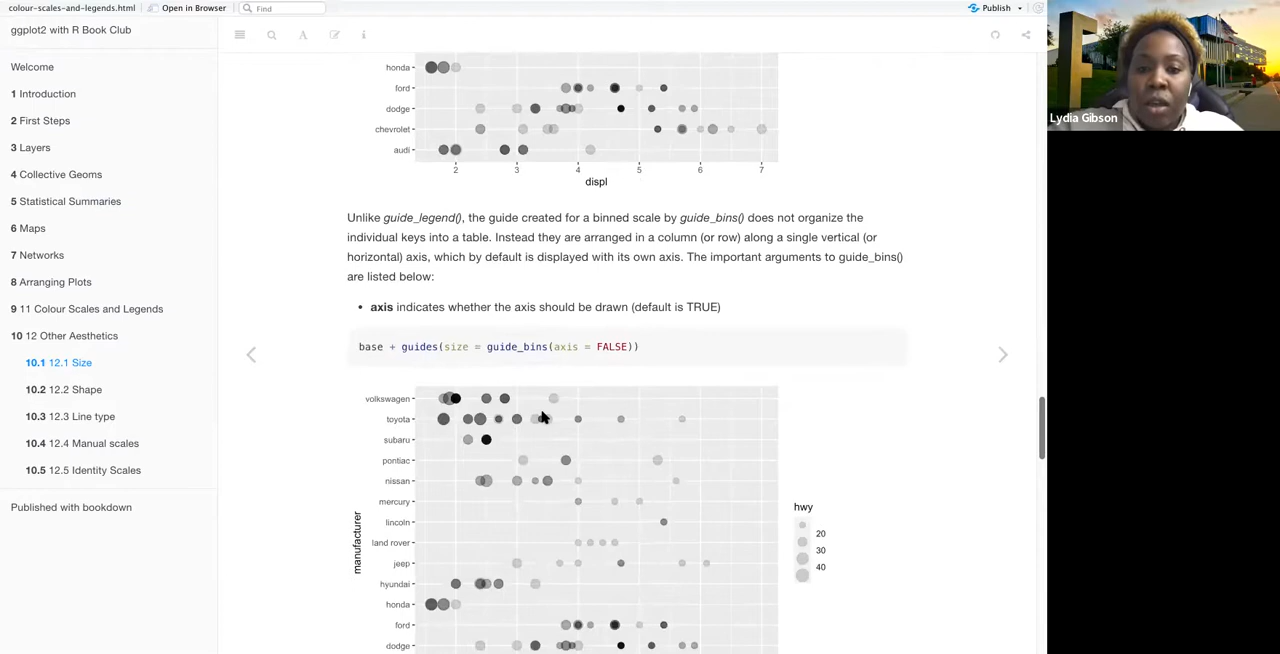 colour-scales-and-legends.html
Open in Browser
Find
Publish
ggplot2 with R Book Club
Welcome
1 Introduction
2 First Steps
3 Layers
4 Collective Geoms
5 Statistical Summaries
6 Maps
7 Networks
8 Arranging Plots
9 11 Colour Scales and Legends
10 12 Other Aesthetics
10.1 12.1 Size
10.2 12.2 Shape
10.3 12.3 Line type
10.4 12.4 Manual scales
10.5 12.5 Identity Scales
Published with bookdown
honda
ford
dodge
chevrolet
audi
2 3 4 5 6 7
displ
Unlike guide_legend(), the guide created for a binned scale by guide_bins() does not organize the
individual keys into a table. Instead they are arranged in a column (or row) along a single vertical (or
horizontal) axis, which by default is displayed with its own axis. The important arguments to guide_bins()
are listed below:
• axis indicates whether the axis should be drawn (default is TRUE)
base + guides(size = guide_bins(axis = FALSE))
volkswagen
toyota
subaru
pontiac
nissan
mercury
lincoln
land rover
jeep
hyundai
honda
ford
dodge
manufacturer
hwy
20
30
40
Lydia Gibson